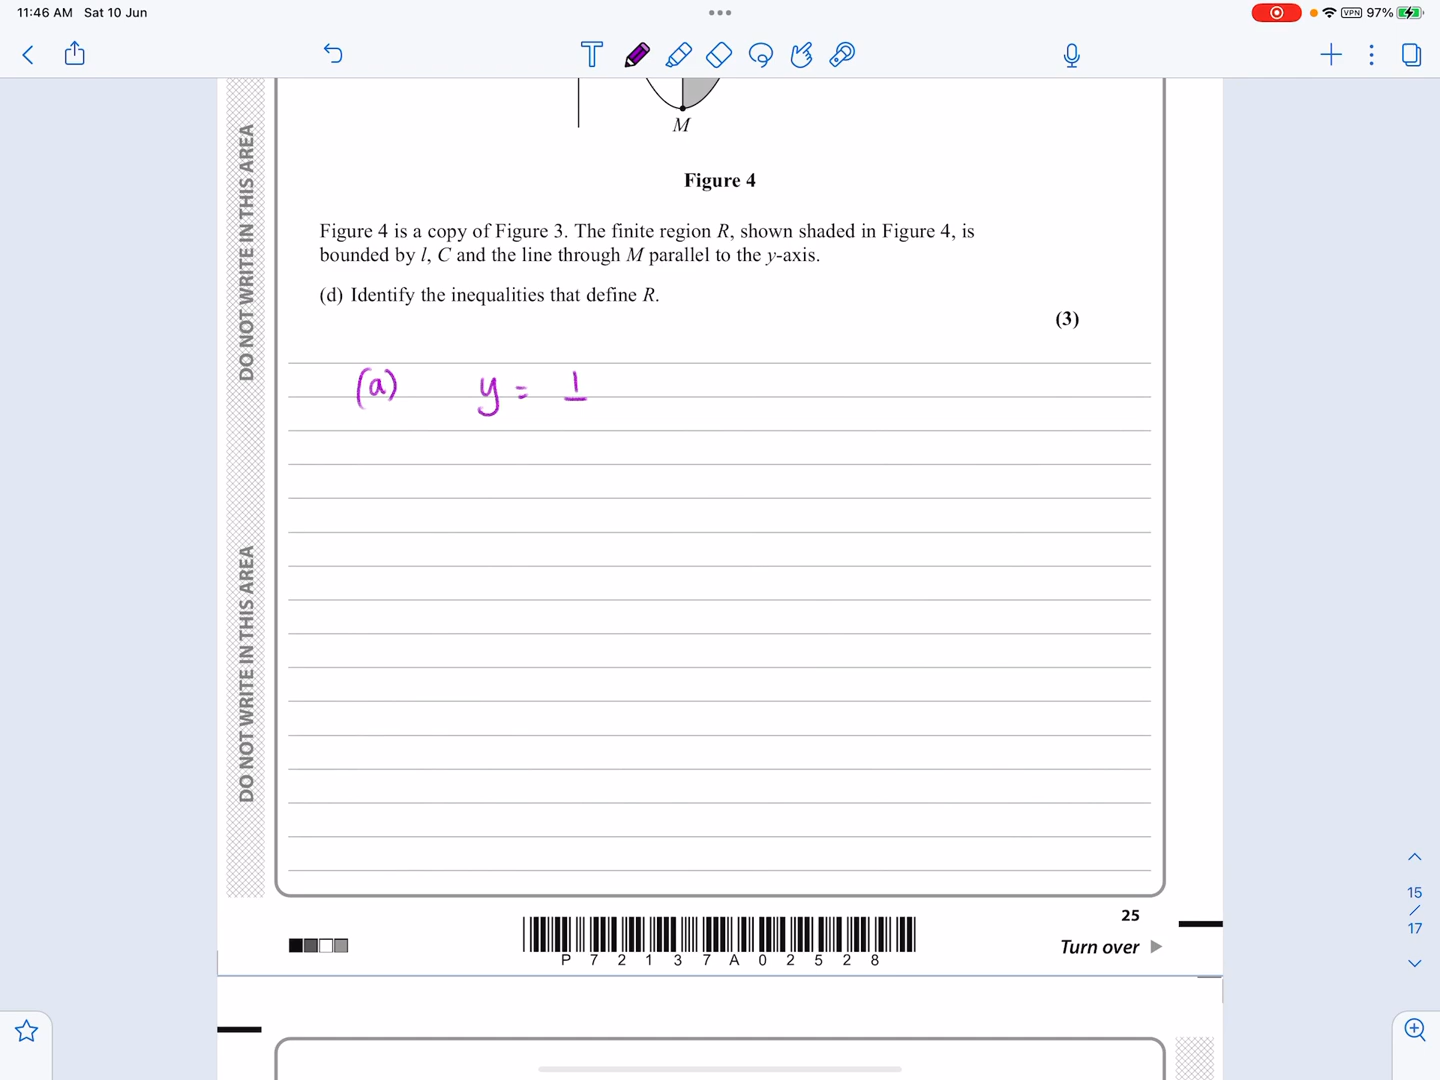 11:46 AM Sat 10 Jun
VPN 97%
T
M
Figure 4
Figure 4 is a copy of Figure 3. The finite region R, shown shaded in Figure 4, is
bounded by l, C and the line through M parallel to the y-axis.
(d) Identify the inequalities that define R.
(3)
(a) y = 1
DO NOT WRITE IN THIS AREA
DO NOT WRITE IN THIS AREA
25
P 7 2 1 3 7 A 0 2 5 2 8
Turn over
15
/
17